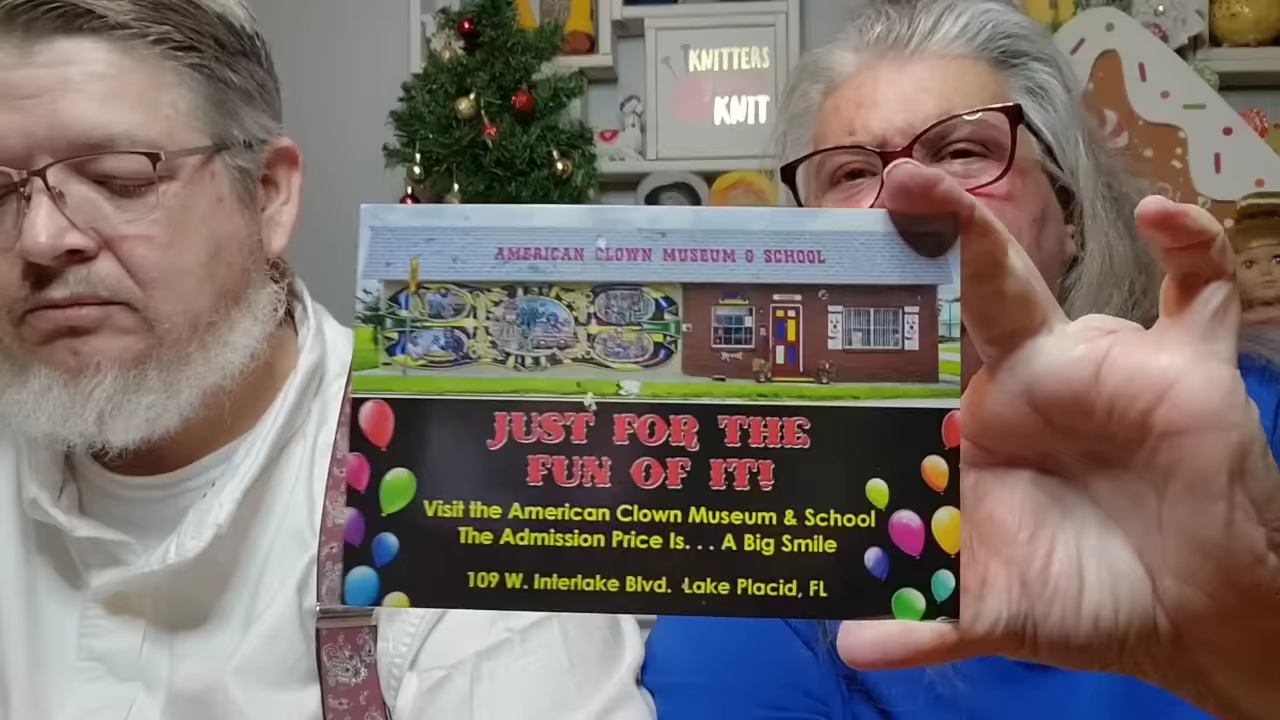 KNITTERS
KNIT
AMERICAN CLOWN MUSEUM & SCHOOL
JUST FOR THE
FUN OF IT!
Visit the American Clown Museum & School
The Admission Price Is. . . A Big Smile
109 W. Interlake Blvd. Lake Placid, FL